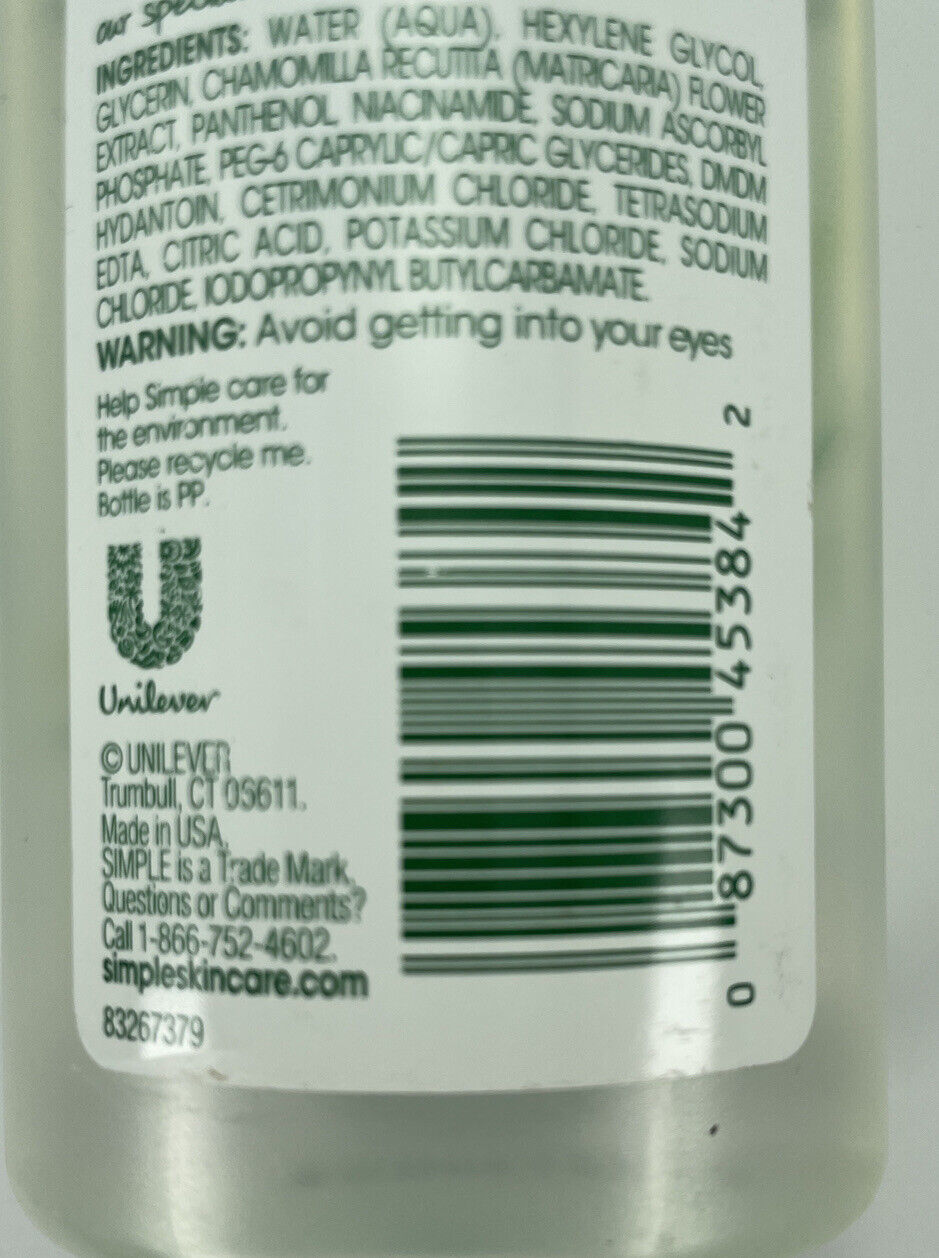 our special
INGREDIENTS: WATER (AQUA), HEXYLENE GLYCOL,
GLYCERIN, CHAMOMILLA RECUTITA (MATRICARIA) FLOWER
EXTRACT, PANTHENOL, NIACINAMIDE, SODIUM ASCORBYL
PHOSPHATE, PEG-6 CAPRYLIC/CAPRIC GLYCERIDES, DMDM
HYDANTOIN, CETRIMONIUM CHLORIDE, TETRASODIUM
EDTA, CITRIC ACID, POTASSIUM CHLORIDE, SODIUM
CHLORIDE, IODOPROPYNYL BUTYLCARBAMATE.
WARNING: Avoid getting into your eyes
Help Simple care for
the environment.
Please recycle me.
Bottle is PP.
Unilever
© UNILEVER
Trumbull, CT 05611.
Made in USA.
SIMPLE is a Trade Mark.
Questions or Comments?
Call 1-866-752-4602.
simpleskincare.com
83267379
0 87300 45384 2